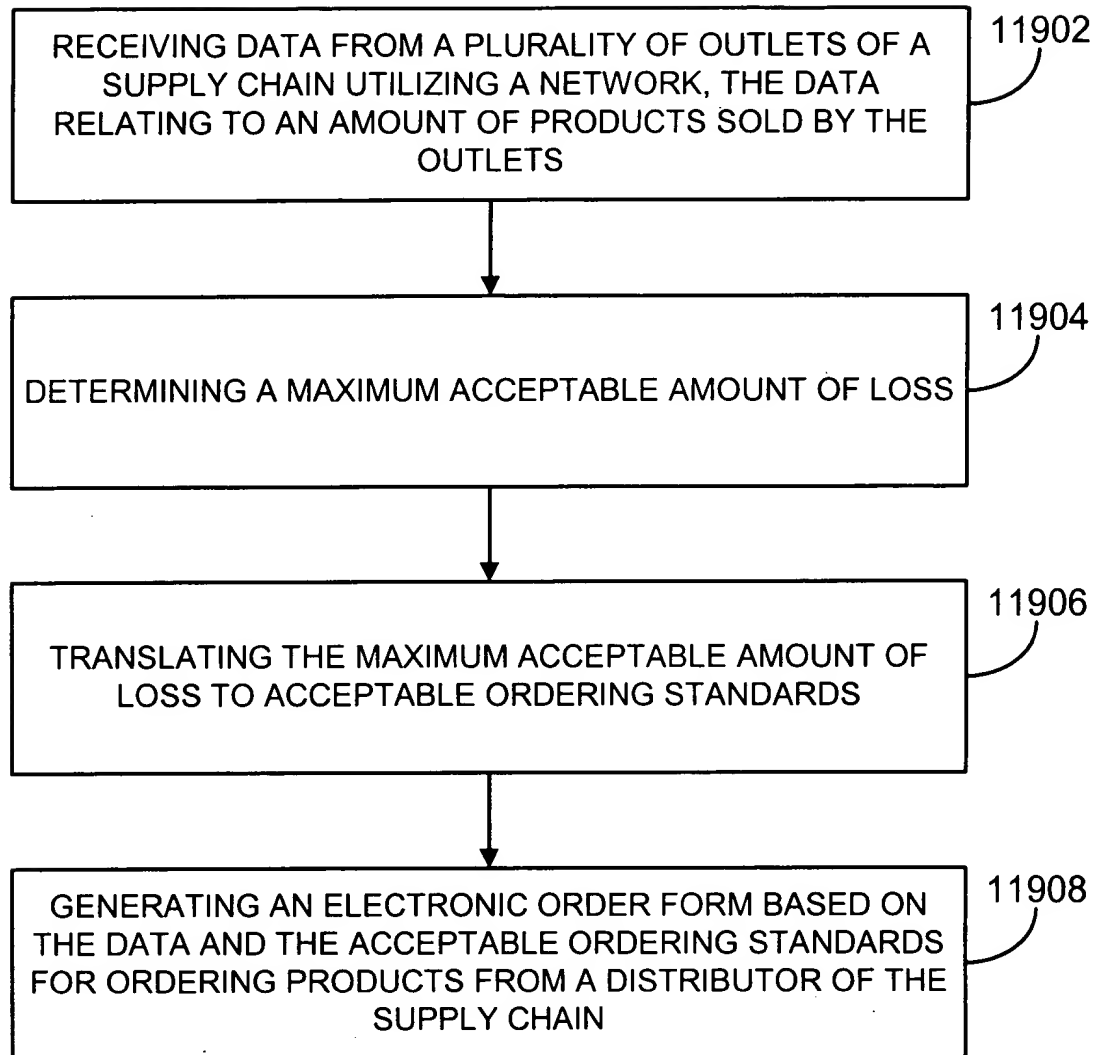 RECEIVING DATA FROM A PLURALITY OF OUTLETS OF A
SUPPLY CHAIN UTILIZING A NETWORK, THE DATA
RELATING TO AN AMOUNT OF PRODUCTS SOLD BY THE
OUTLETS
11902
DETERMINING A MAXIMUM ACCEPTABLE AMOUNT OF LOSS
11904
TRANSLATING THE MAXIMUM ACCEPTABLE AMOUNT OF
LOSS TO ACCEPTABLE ORDERING STANDARDS
11906
GENERATING AN ELECTRONIC ORDER FORM BASED ON
THE DATA AND THE ACCEPTABLE ORDERING STANDARDS
FOR ORDERING PRODUCTS FROM A DISTRIBUTOR OF THE
SUPPLY CHAIN
11908